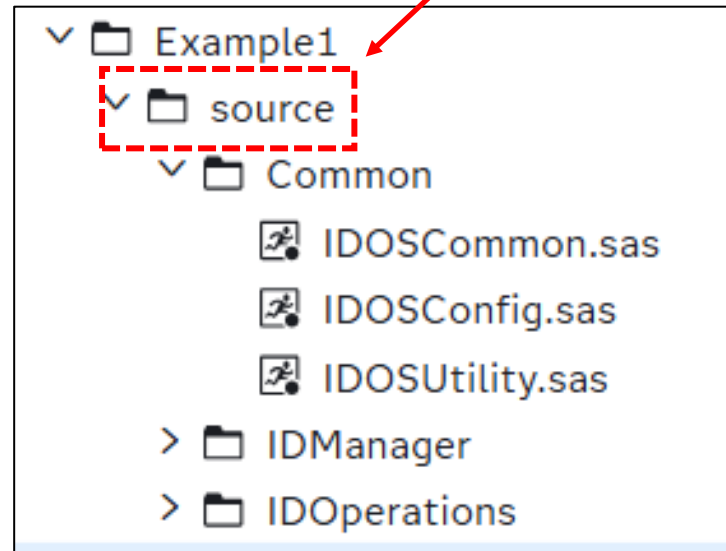 Example1
source
Common
IDOSCommon.sas
IDOSConfig.sas
IDOSUtility.sas
IDManager
IDOperations